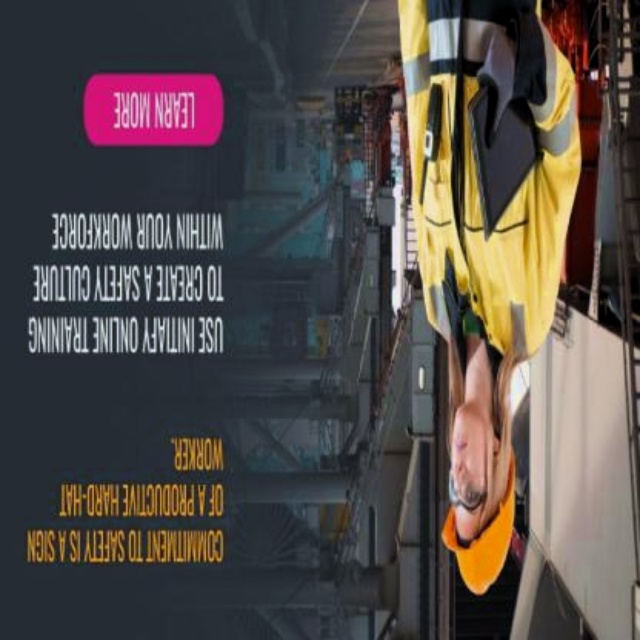 COMMITMENT TO SAFETY IS A SIGN
OF A PRODUCTIVE HARD-HAT
WORKER.
USE INITIAFY ONLINE TRAINING
TO CREATE A SAFETY CULTURE
WITHIN YOUR WORKFORCE
LEARN MORE